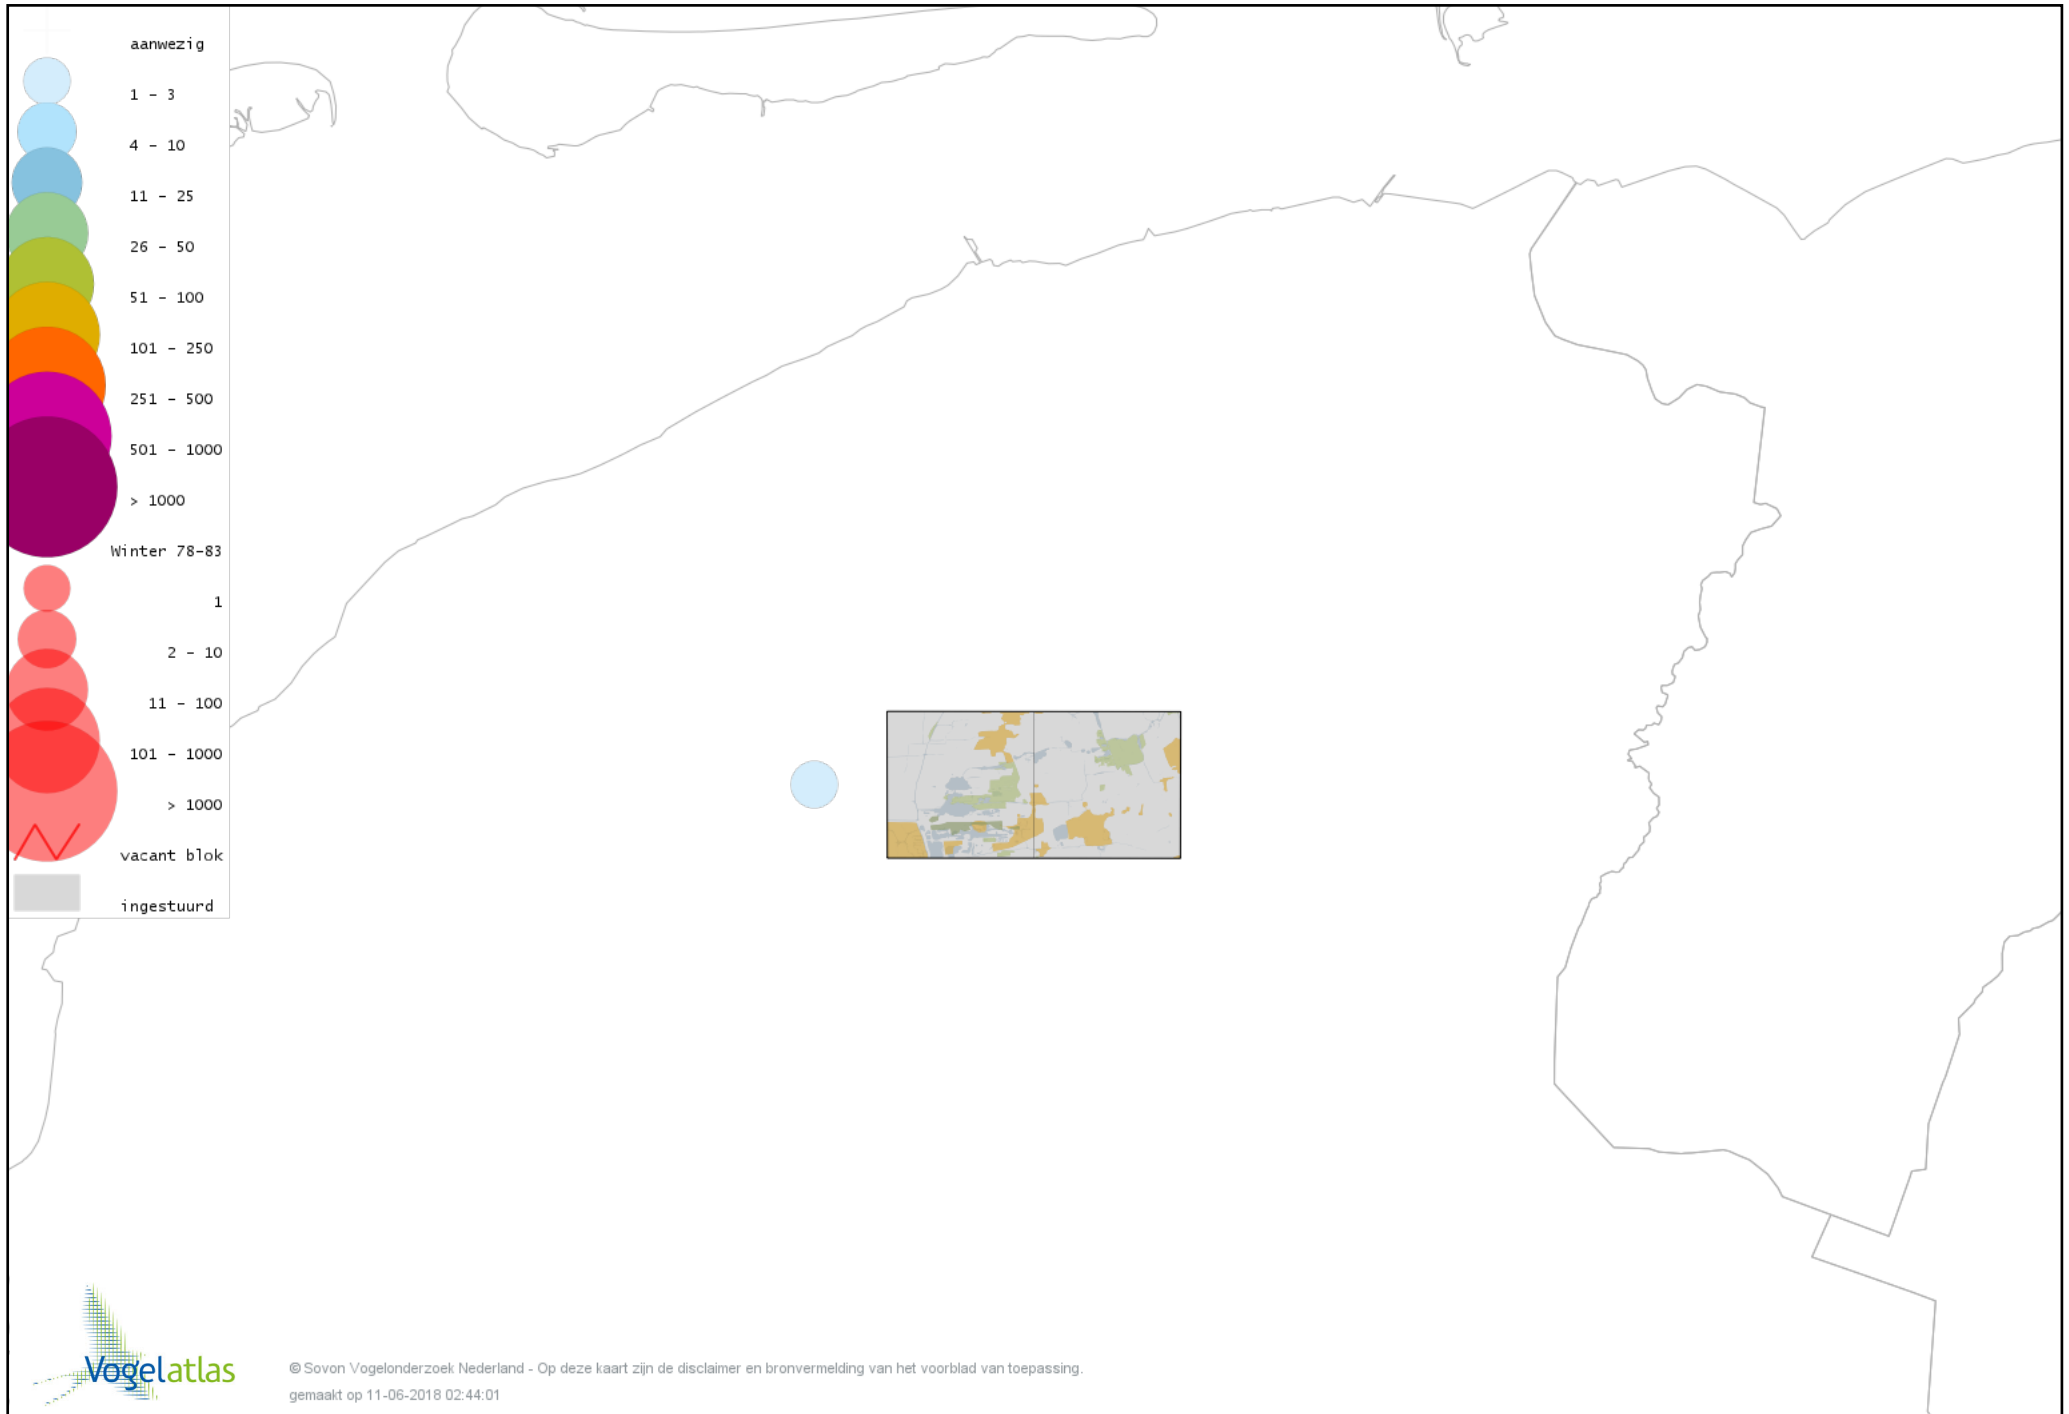 aanwezig
1 - 3
4 - 10
11 - 25
26 - 50
51 - 100
101 - 250
251 - 500
501 - 1000
> 1000
Winter 78-83
1
2 - 10
11 - 100
101 - 1000
> 1000
vacant blok
ingestuurd
Vogelatlas
© Sovon Vogelonderzoek Nederland - Op deze kaart zijn de disclaimer en bronvermelding van het voorblad van toepassing.
gemaakt op 11-06-2018 02:44:01